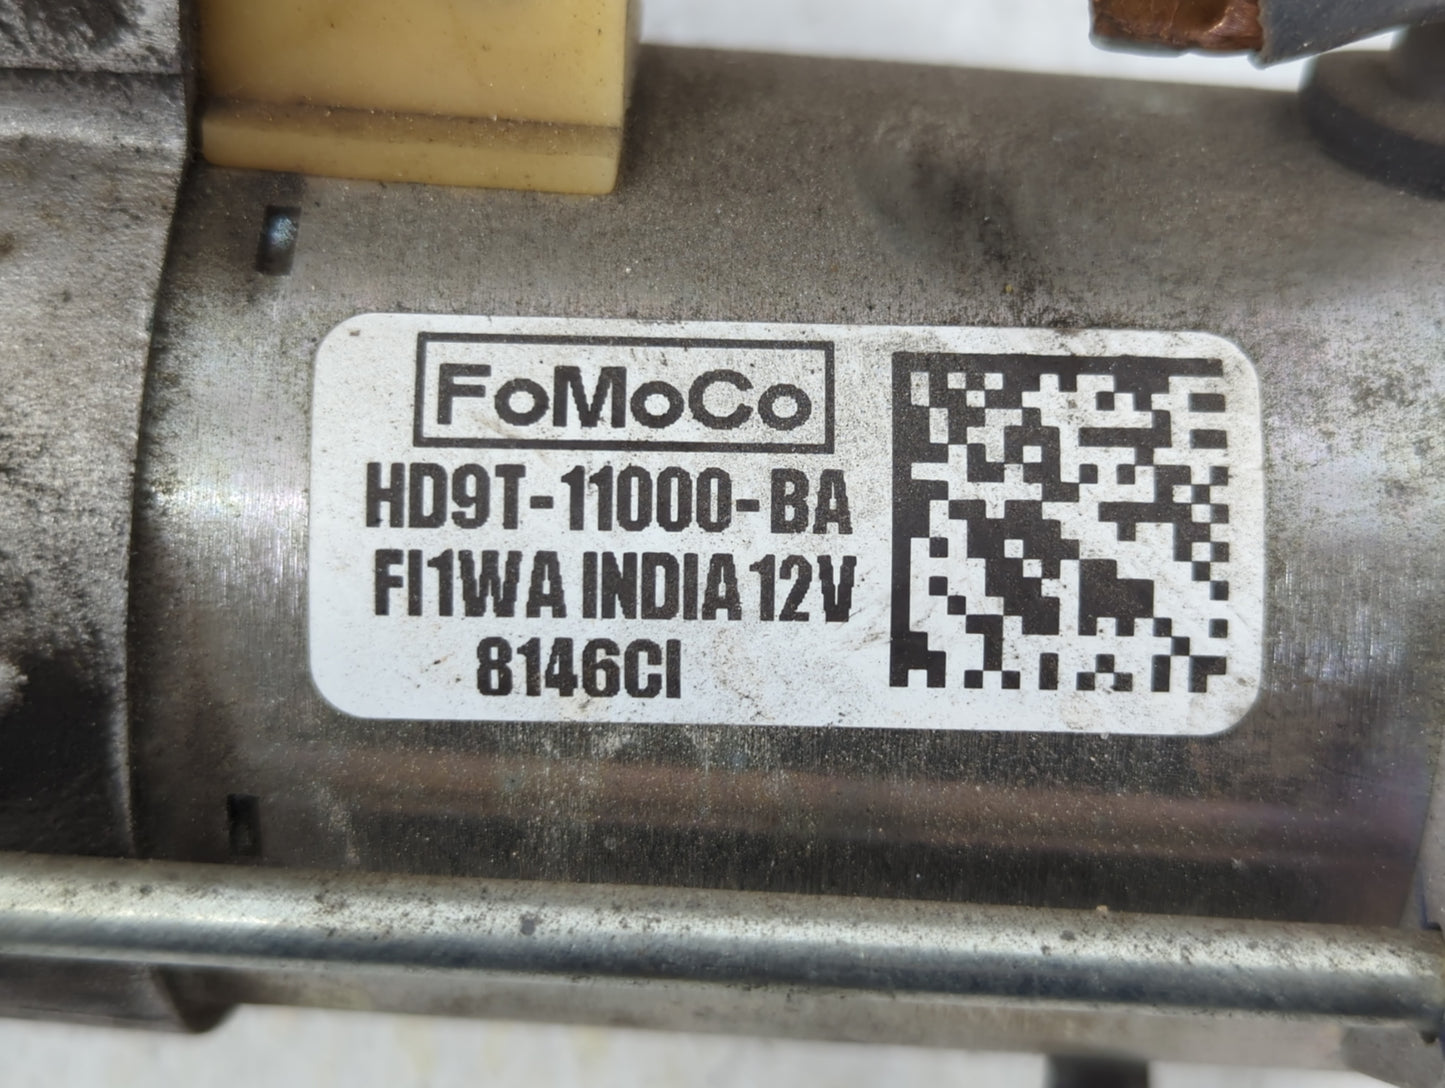 FoMoCo
HD9T-11000-BA
FI1WA INDIA 12V
8146CI